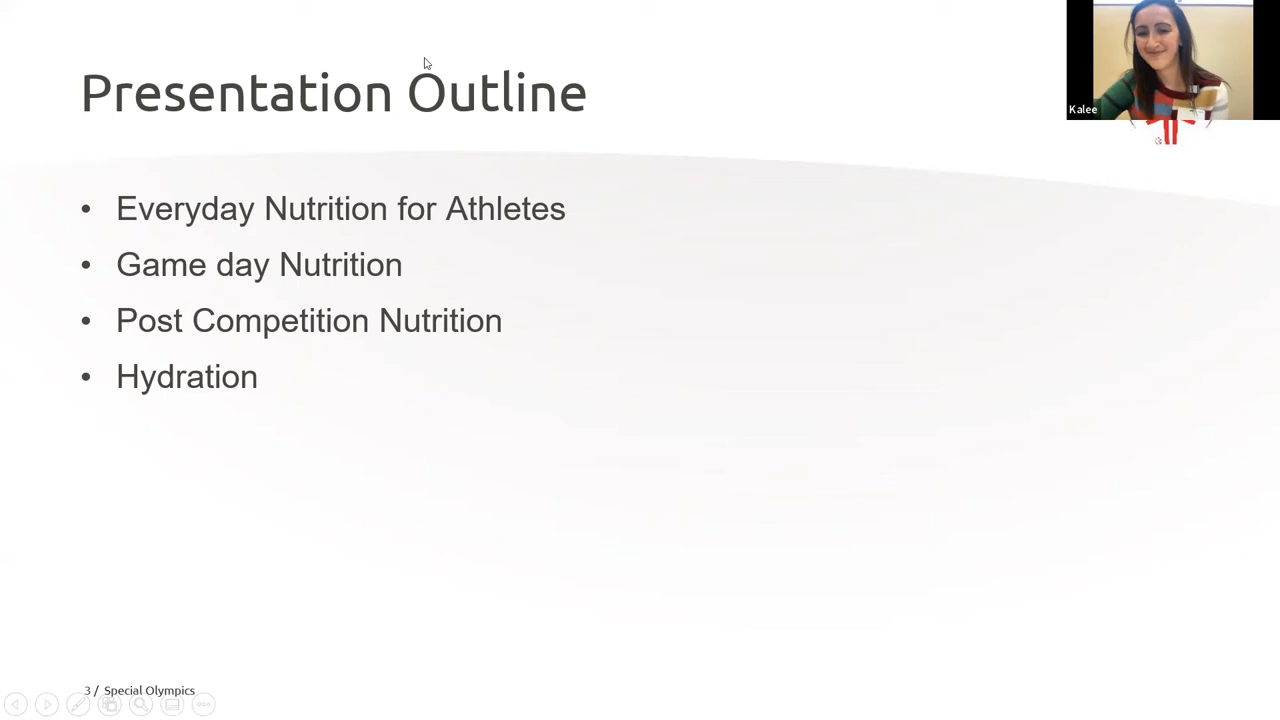 Presentation Outline
Kalee
• Everyday Nutrition for Athletes
• Game day Nutrition
• Post Competition Nutrition
• Hydration
3 / Special Olympics